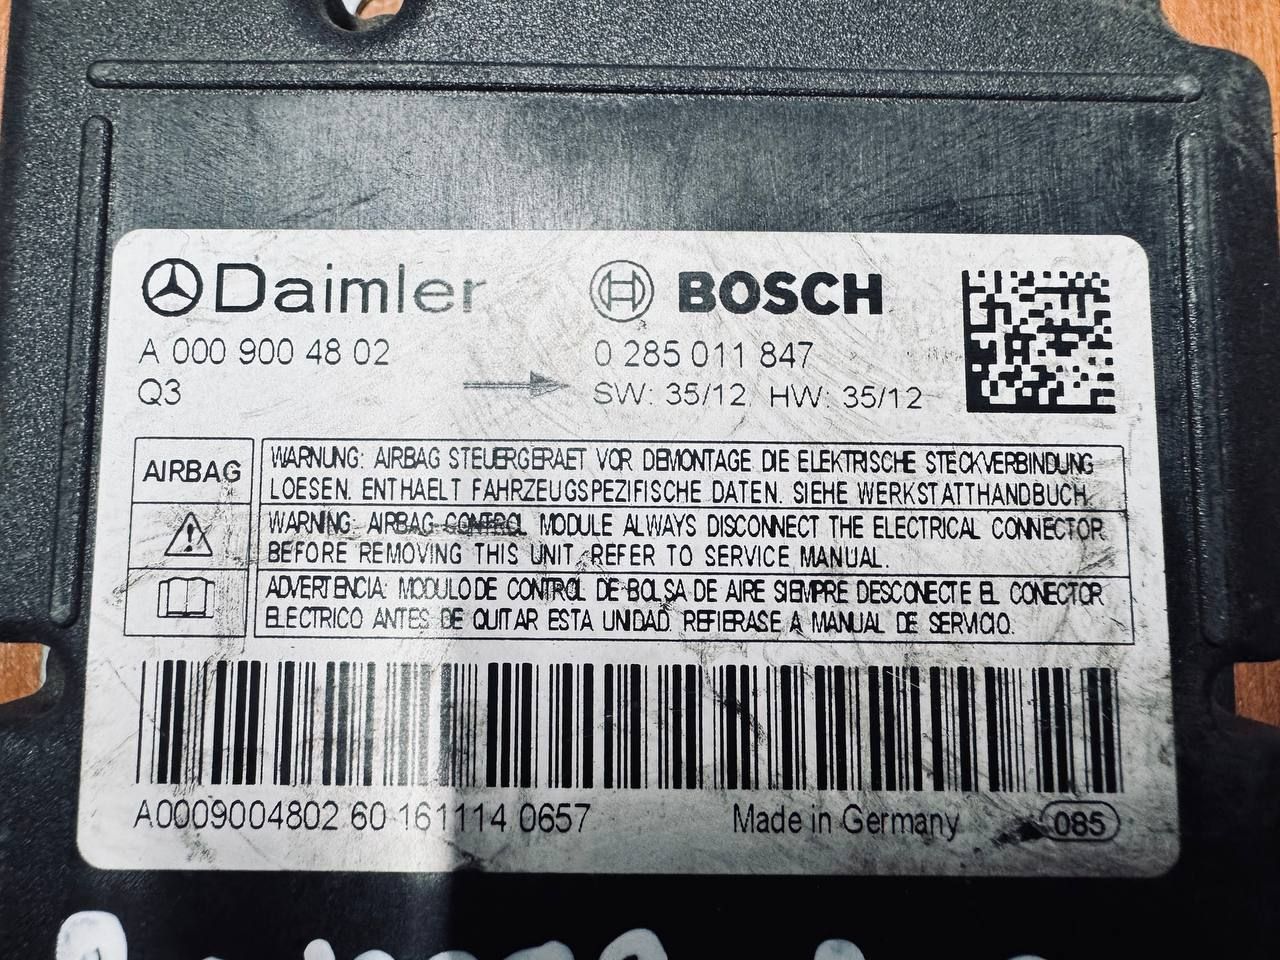 Daimler
BOSCH
A 000 900 48 02
0 285 011 847
Q3
SW: 35/12 HW: 35/12
AIRBAG
WARNUNG: AIRBAG STEUERGERAET VOR DEMONTAGE DIE ELEKTRISCHE STECKVERBINDUNG
LOESEN. ENTHAELT FAHRZEUGSPEZIFISCHE DATEN. SIEHE WERKSTATTHANDBUCH.
WARNING: AIRBAG CONTROL MODULE ALWAYS DISCONNECT THE ELECTRICAL CONNECTOR
BEFORE REMOVING THIS UNIT. REFER TO SERVICE MANUAL.
ADVERTENCIA: MODULO DE CONTROL DE BOLSA DE AIRE SIEMPRE DESCONECTE EL CONECTOR
ELECTRICO ANTES DE QUITAR ESTA UNIDAD. REFIERASE A MANUAL DE SERVICIO.
A0009004802 60 161114 0657
Made in Germany
085